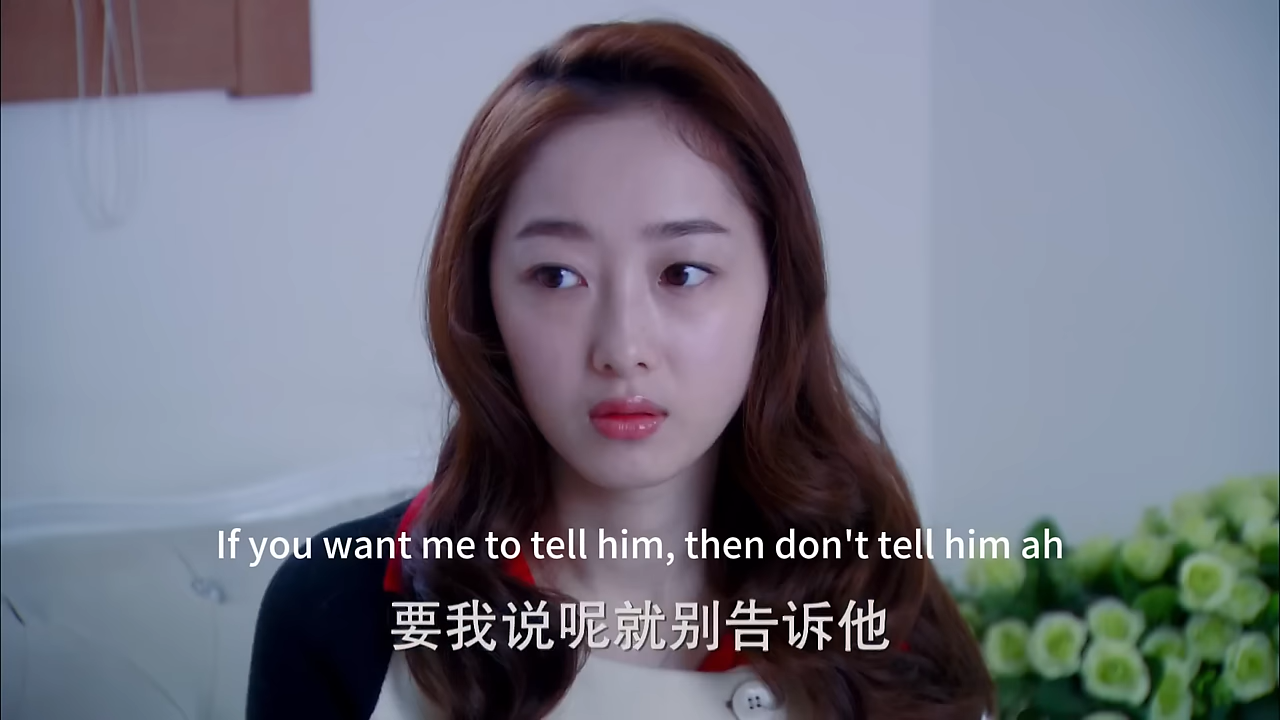 If you want me to tell him, then don't tell him ah
要我说呢就别告诉他